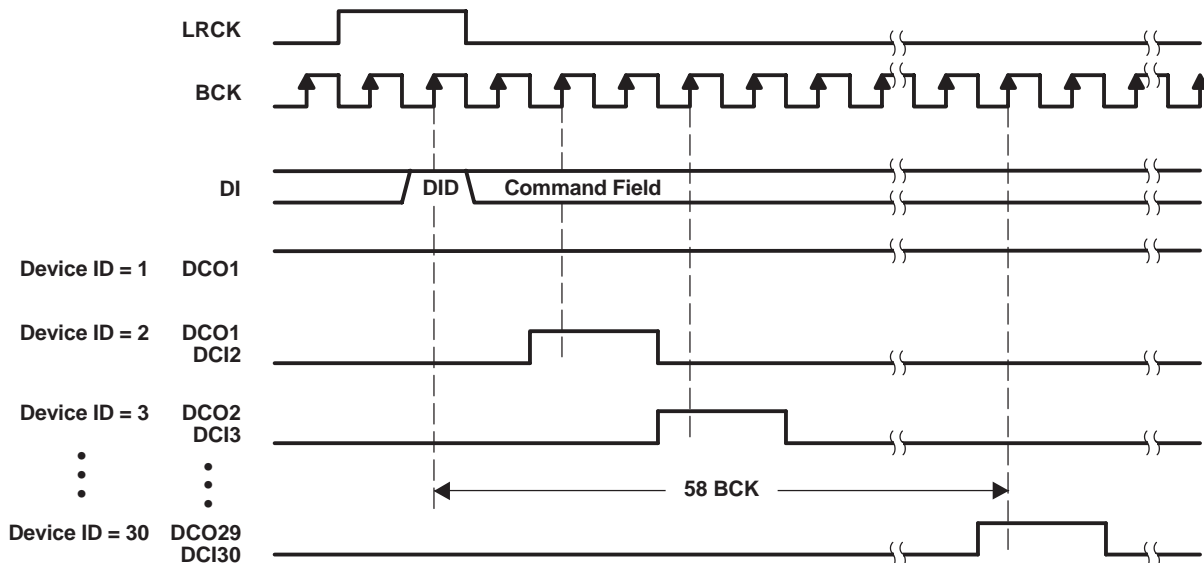 LRCK
BCK
DI
DID
Command Field
Device ID = 1 DCO1
Device ID = 2 DCO1
DCI2
Device ID = 3 DCO2
DCI3
58 BCK
Device ID = 30 DCO29
DCI30